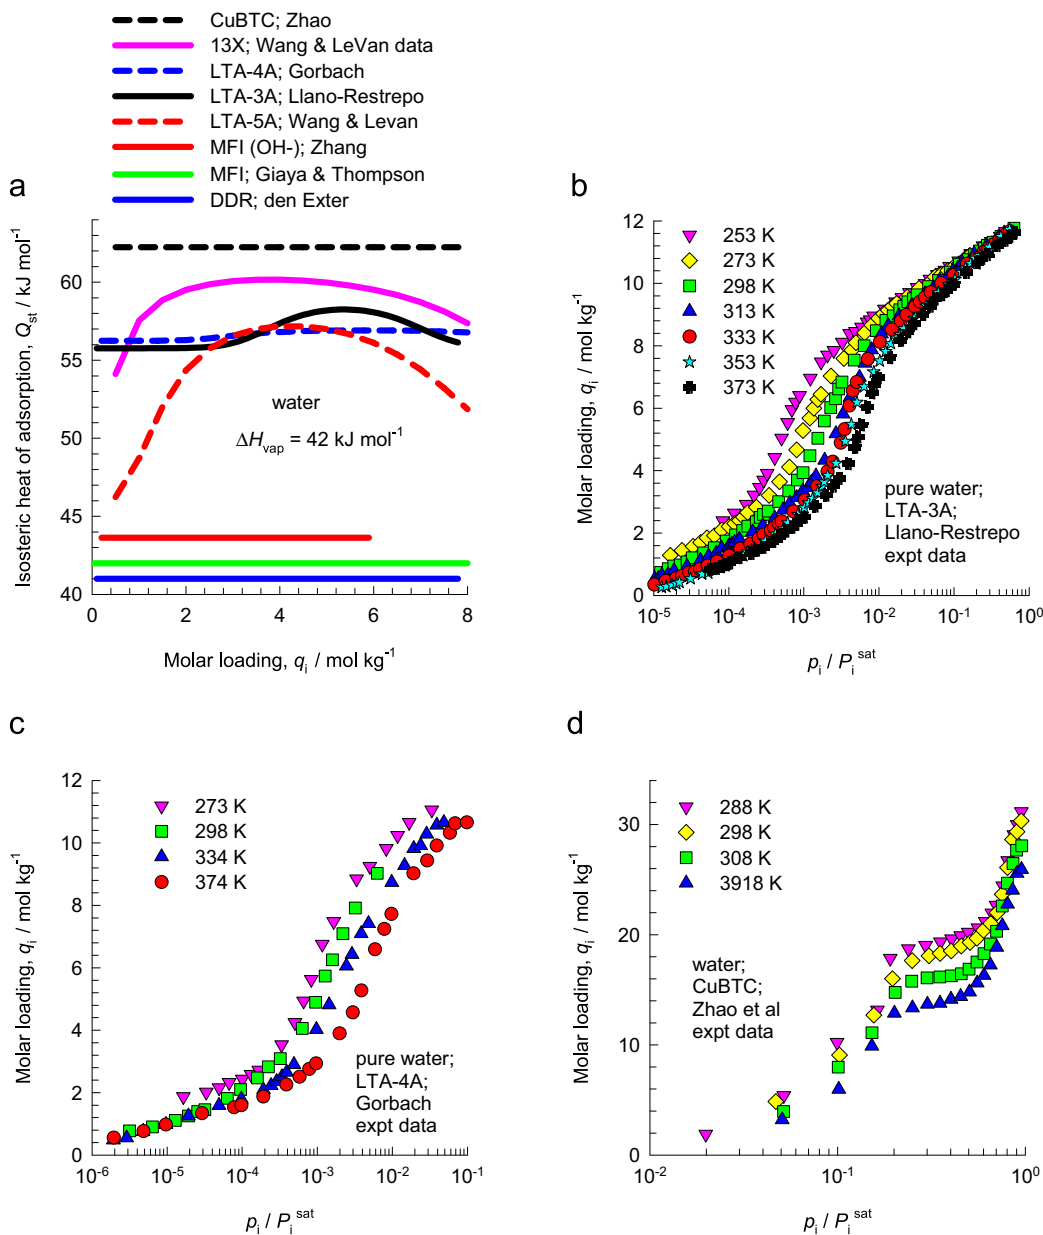 CuBTC; Zhao
13X; Wang & LeVan data
LTA-4A; Gorbach
LTA-3A; Llano-Restrepo
LTA-5A; Wang & Levan
MFI (OH-); Zhang
MFI; Giaya & Thompson
DDR; den Exter
a
Isosteric heat of adsorption, Qst / kJ mol-1
60
55
50
45
40
water
ΔHvap = 42 kJ mol-1
0 2 4 6 8
Molar loading, qi / mol kg-1
b
Molar loading, qi / mol kg-1
12
10
8
6
4
2
0
253 K
273 K
298 K
313 K
333 K
353 K
373 K
pure water;
LTA-3A;
Llano-Restrepo
expt data
10-5 10-4 10-3 10-2 10-1 100
pi / Pi sat
c
Molar loading, qi / mol kg-1
12
10
8
6
4
2
0
273 K
298 K
334 K
374 K
pure water;
LTA-4A;
Gorbach
expt data
10-6 10-5 10-4 10-3 10-2 10-1
pi / Pi sat
d
Molar loading, qi / mol kg-1
30
20
10
0
288 K
298 K
308 K
3918 K
water;
CuBTC;
Zhao et al
expt data
10-2 10-1 100
pi / Pi sat